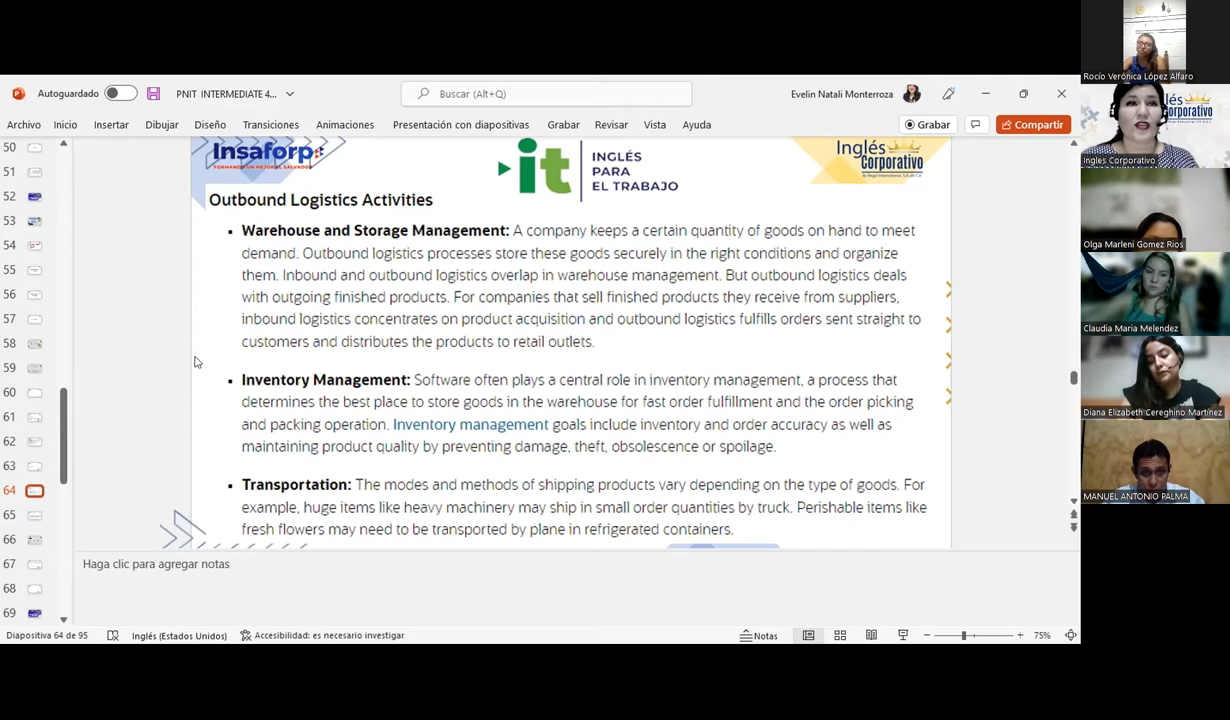 Autoguardado
PNIT INTERMEDIATE 4...
Buscar (Alt+Q)
Evelin Natali Monterroza
Archivo Inicio Insertar Dibujar Diseño Transiciones Animaciones Presentación con diapositivas Grabar Revisar Vista Ayuda
Grabar
Compartir
50
51
52
53
54
55
56
57
58
59
60
61
62
63
64
65
66
67
68
69
Insaforp
it
INGLÉS
PARA
EL TRABAJO
Inglés
Corporativo
Outbound Logistics Activities
▪ Warehouse and Storage Management: A company keeps a certain quantity of goods on hand to meet
demand. Outbound logistics processes store these goods securely in the right conditions and organize
them. Inbound and outbound logistics overlap in warehouse management. But outbound logistics deals
with outgoing finished products. For companies that sell finished products they receive from suppliers,
inbound logistics concentrates on product acquisition and outbound logistics fulfills orders sent straight to
customers and distributes the products to retail outlets.
▪ Inventory Management: Software often plays a central role in inventory management, a process that
determines the best place to store goods in the warehouse for fast order fulfillment and the order picking
and packing operation. Inventory management goals include inventory and order accuracy as well as
maintaining product quality by preventing damage, theft, obsolescence or spoilage.
▪ Transportation: The modes and methods of shipping products vary depending on the type of goods. For
example, huge items like heavy machinery may ship in small order quantities by truck. Perishable items like
fresh flowers may need to be transported by plane in refrigerated containers.
Haga clic para agregar notas
Diapositiva 64 de 95
Inglés (Estados Unidos)
Accesibilidad: es necesario investigar
Notas
75%
Rocío Verónica López Alfaro
Inglés
Corporativo
Ingles Corporativo
Olga Marleni Gomez Rios
Claudia Maria Melendez
Diana Elizabeth Cereghino Martínez
MANUEL ANTONIO PALMA